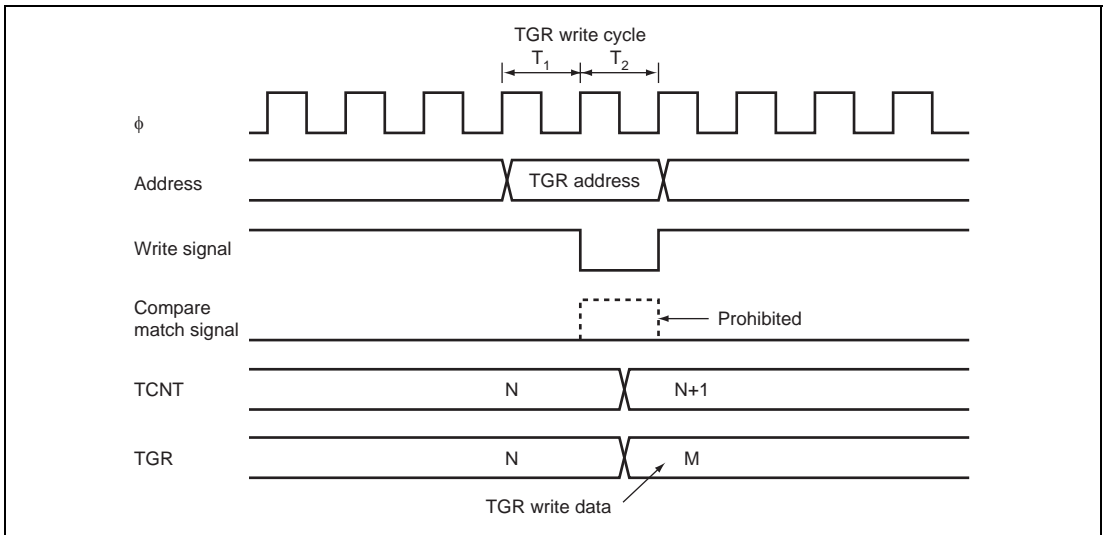 TGR write cycle
T1 T2
ϕ
Address
TGR address
Write signal
Compare
match signal
Prohibited
TCNT
N
N+1
TGR
N
M
TGR write data